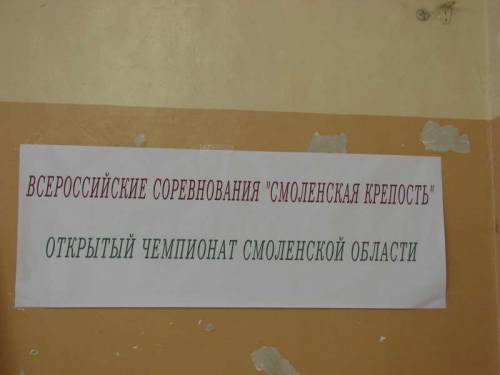 ВСЕРОССИЙСКИЕ СОРЕВНОВАНИЯ "СМОЛЕНСКАЯ КРЕПОСТЬ"
ОТКРЫТЫЙ ЧЕМПИОНАТ СМОЛЕНСКОЙ ОБЛАСТИ